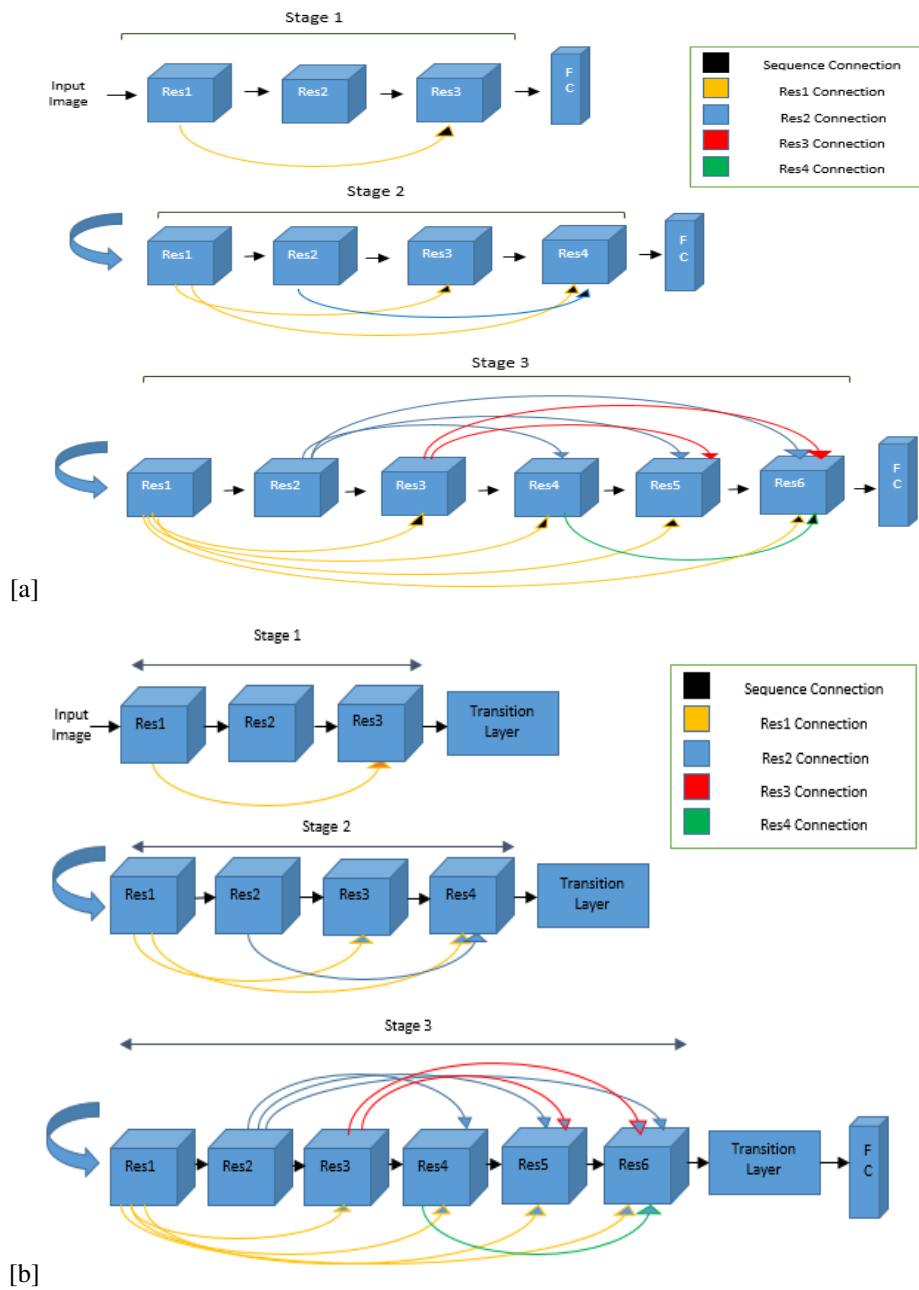 Stage 1
Input
Image
Res1
Res2
Res3
F
C
Sequence Connection
Res1 Connection
Res2 Connection
Res3 Connection
Res4 Connection
Stage 2
Res1
Res2
Res3
Res4
F
C
Stage 3
Res1
Res2
Res3
Res4
Res5
Res6
F
C
[a]
Stage 1
Input
Image
Res1
Res2
Res3
Transition
Layer
Sequence Connection
Res1 Connection
Res2 Connection
Res3 Connection
Res4 Connection
Stage 2
Res1
Res2
Res3
Res4
Transition
Layer
Stage 3
Res1
Res2
Res3
Res4
Res5
Res6
Transition
Layer
F
C
[b]